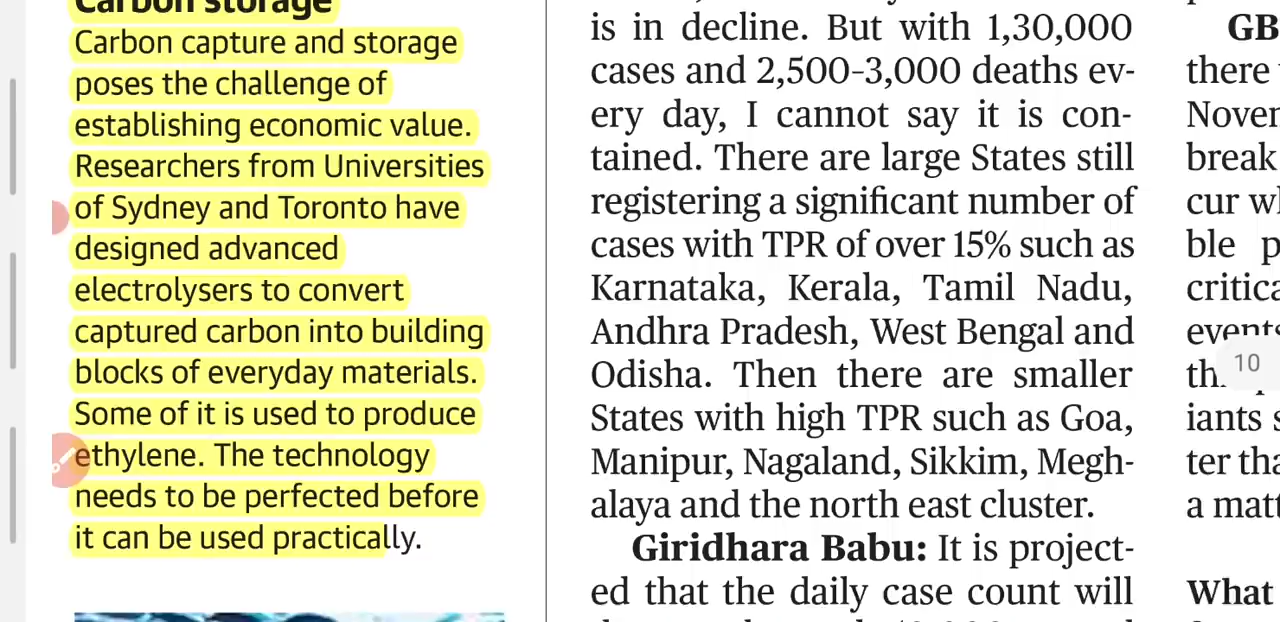 Carbon storage
Carbon capture and storage
poses the challenge of
establishing economic value.
Researchers from Universities
of Sydney and Toronto have
designed advanced
electrolysers to convert
captured carbon into building
blocks of everyday materials.
Some of it is used to produce
ethylene. The technology
needs to be perfected before
it can be used practically.
is in decline. But with 1,30,000
cases and 2,500-3,000 deaths ev-
ery day, I cannot say it is con-
tained. There are large States still
registering a significant number of
cases with TPR of over 15% such as
Karnataka, Kerala, Tamil Nadu,
Andhra Pradesh, West Bengal and
Odisha. Then there are smaller
States with high TPR such as Goa,
Manipur, Nagaland, Sikkim, Megh-
alaya and the north east cluster.
Giridhara Babu: It is project-
ed that the daily case count will
GB
there
Novem
break
cur
ble p
critica
events
10
iants s
ter tha
a matt
What